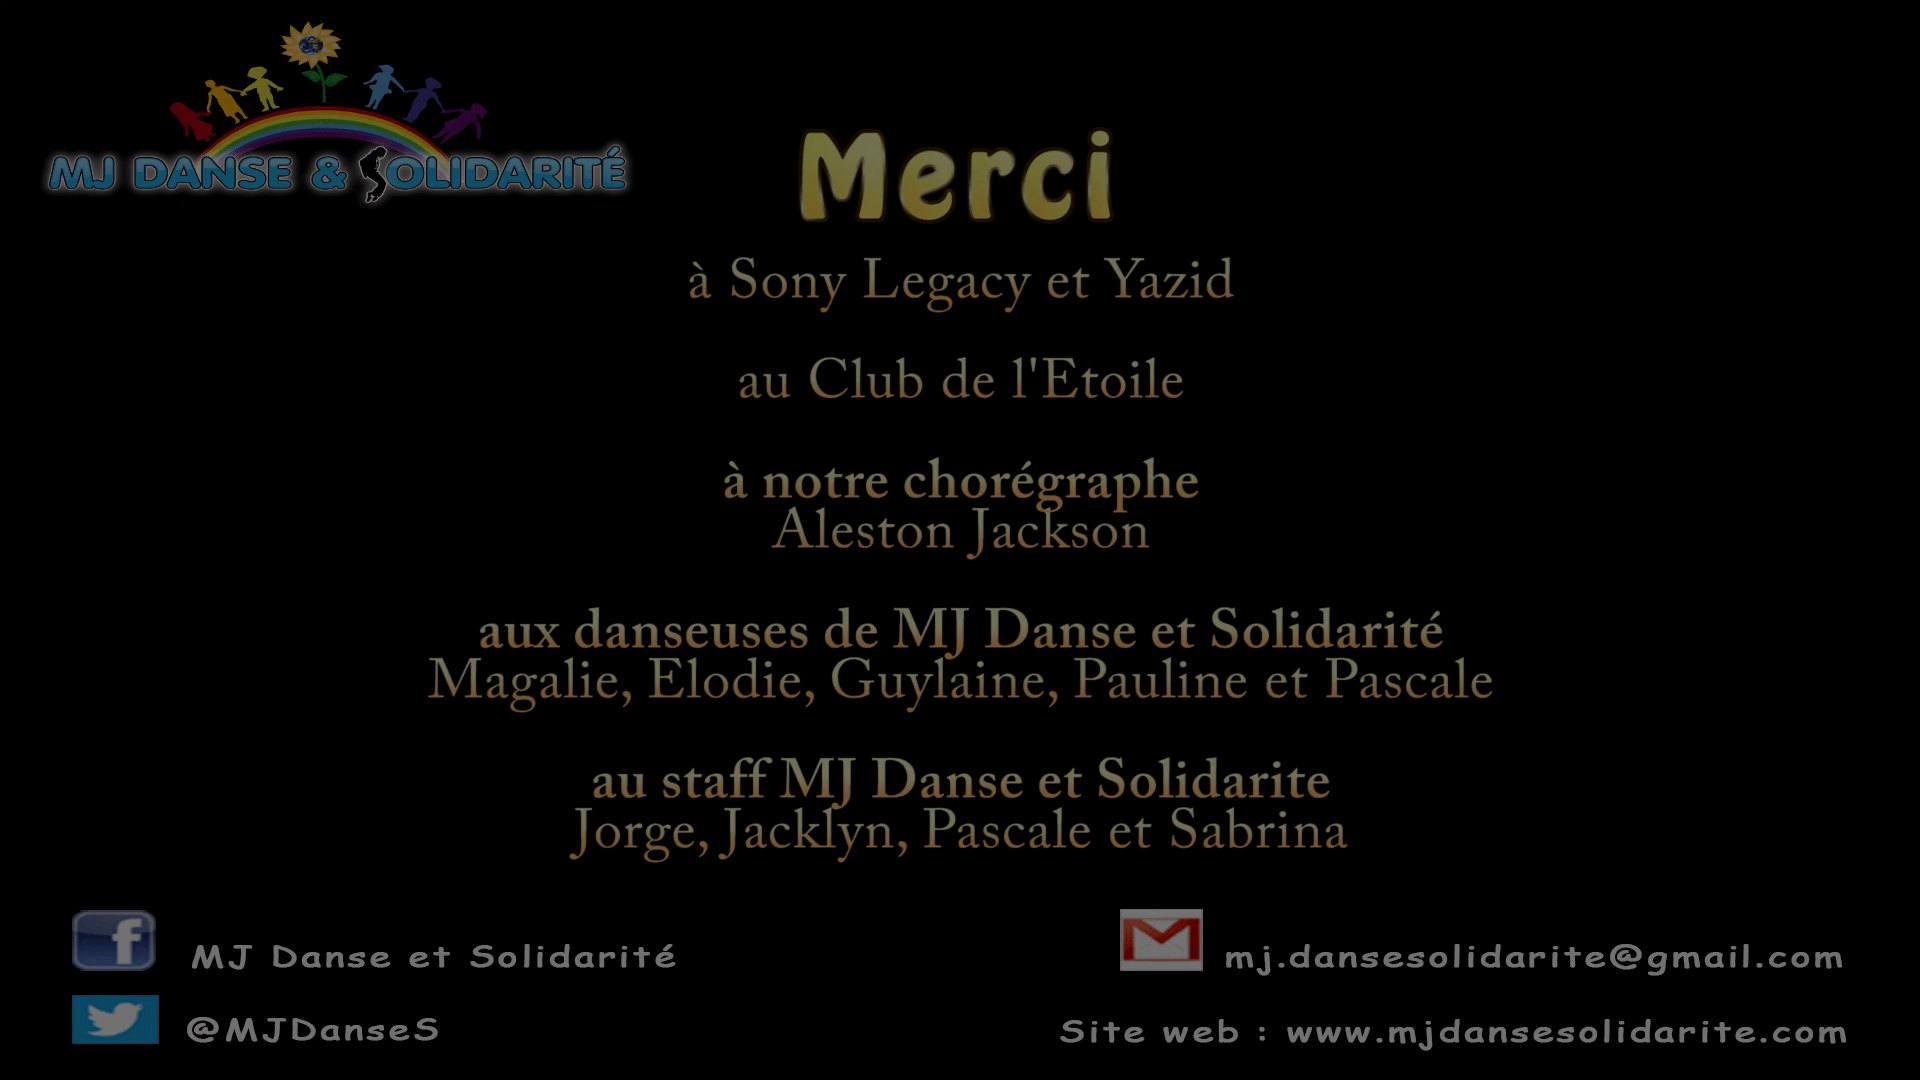 MJ DANSE & SOLIDARITÉ
Merci
à Sony Legacy et Yazid
au Club de l'Etoile
à notre chorégraphe
Aleston Jackson
aux danseuses de MJ Danse et Solidarité
Magalie, Elodie, Guylaine, Pauline et Pascale
au staff MJ Danse et Solidarite
Jorge, Jacklyn, Pascale et Sabrina
MJ Danse et Solidarité
mj.dansesolidarite@gmail.com
@MJDanseS
Site web : www.mjdansesolidarite.com